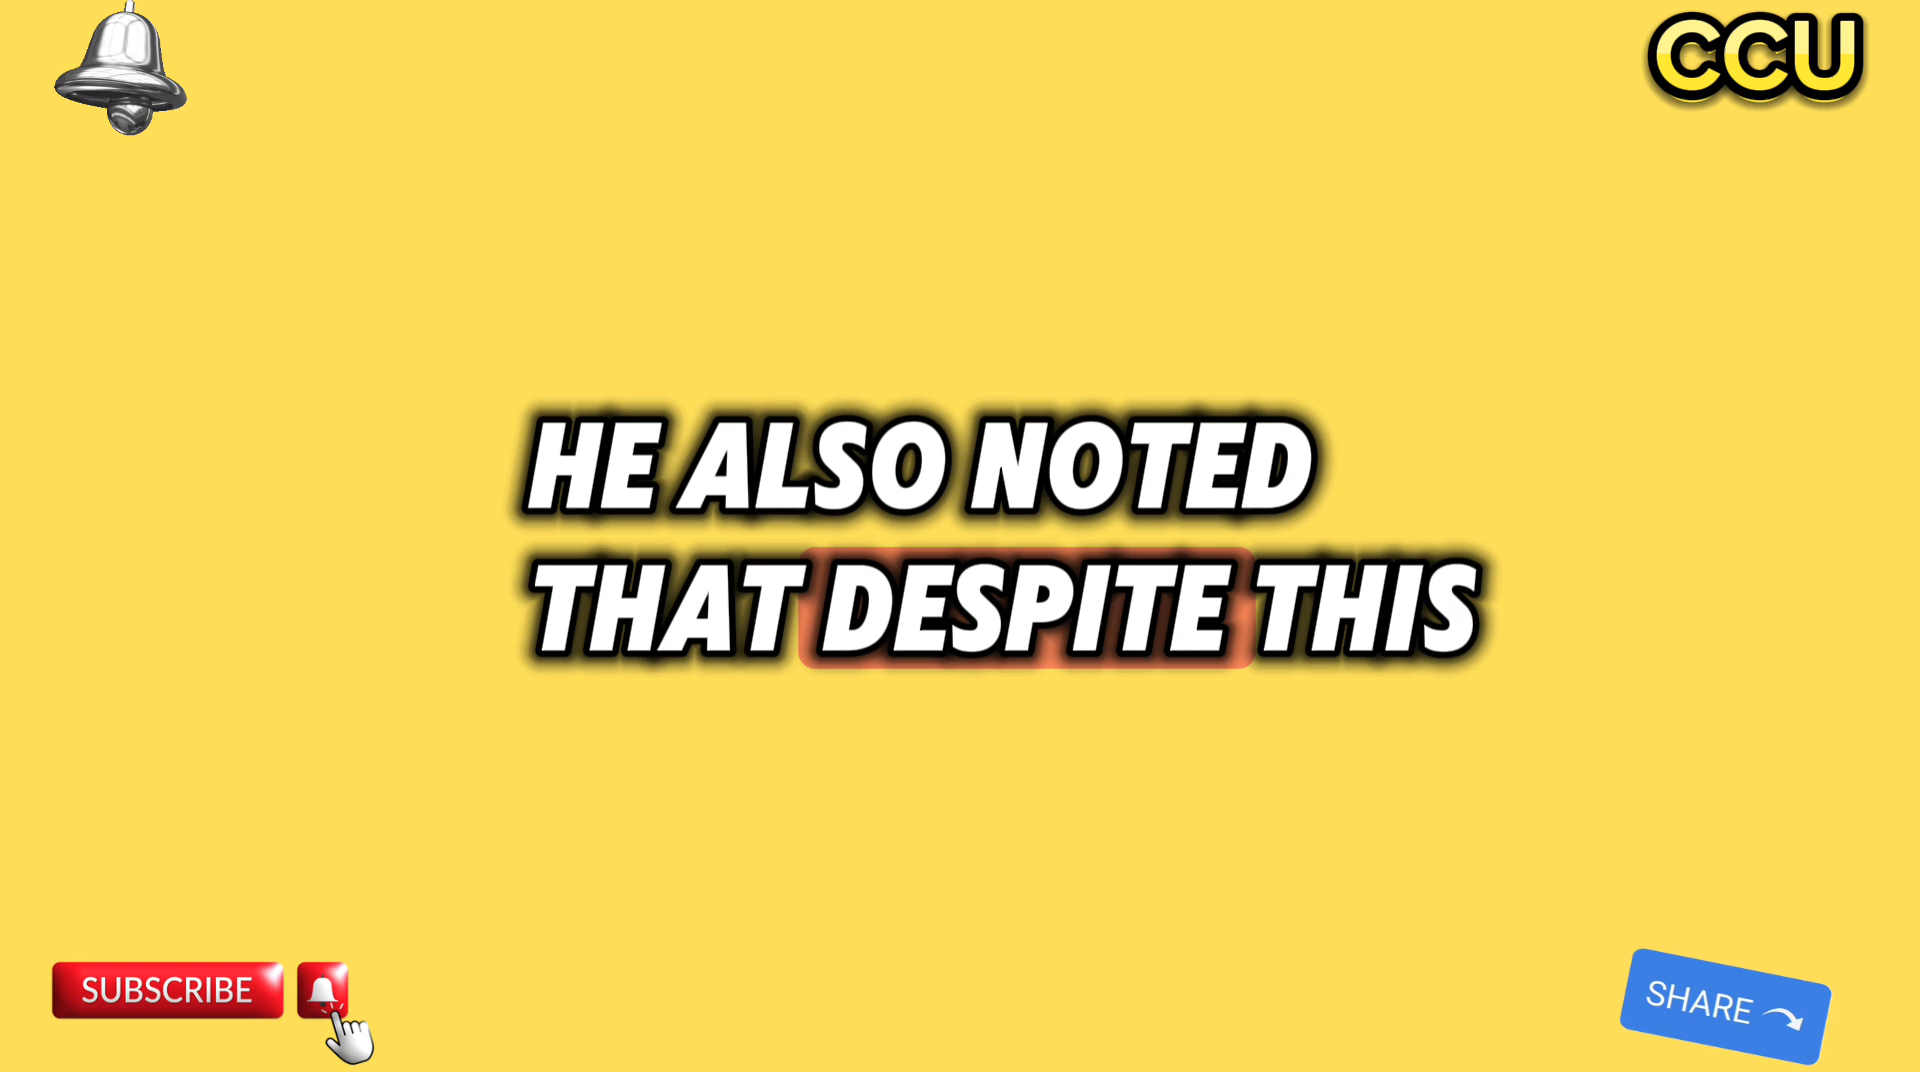 CCU
HE ALSO NOTED
THAT DESPITE THIS
SUBSCRIBE
SHARE